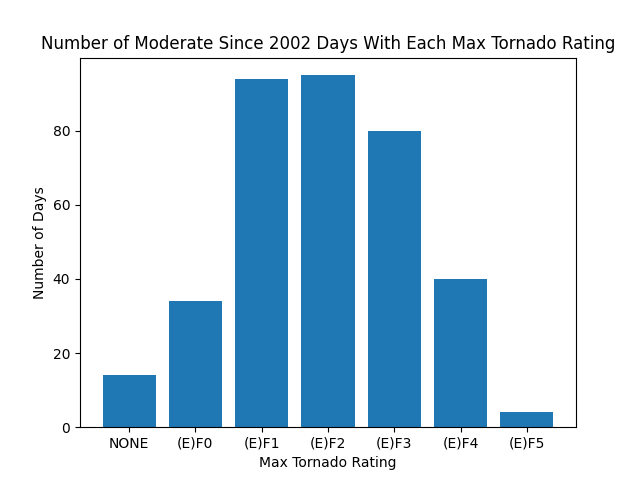 Number of Moderate Since 2002 Days With Each Max Tornado Rating
Number of Days
80
60
40
20
0
NONE
(E)F0
(E)F1
(E)F2
(E)F3
(E)F4
(E)F5
Max Tornado Rating